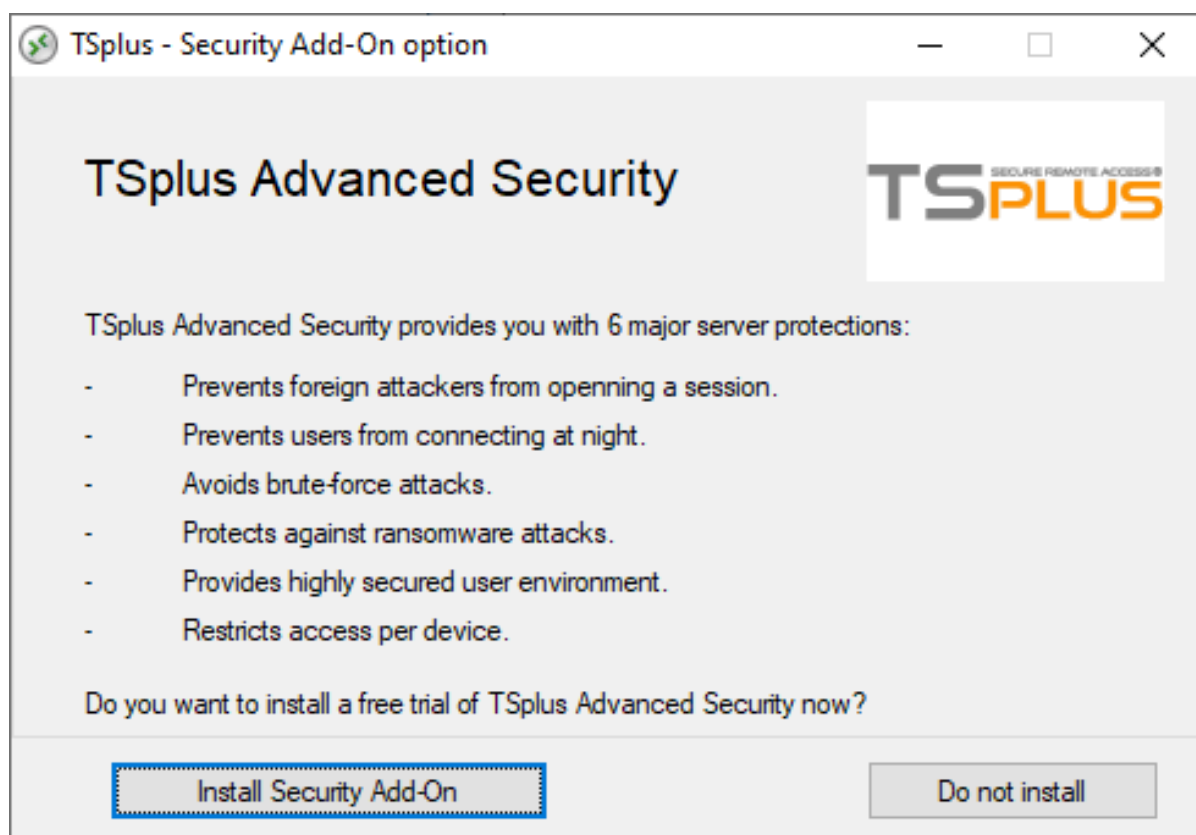 TSplus - Security Add-On option
TSplus Advanced Security
SECURE REMOTE ACCESS®
TSPLUS
TSplus Advanced Security provides you with 6 major server protections:
- Prevents foreign attackers from openning a session.
- Prevents users from connecting at night.
- Avoids brute-force attacks.
- Protects against ransomware attacks.
- Provides highly secured user environment.
- Restricts access per device.
Do you want to install a free trial of TSplus Advanced Security now?
Install Security Add-On
Do not install